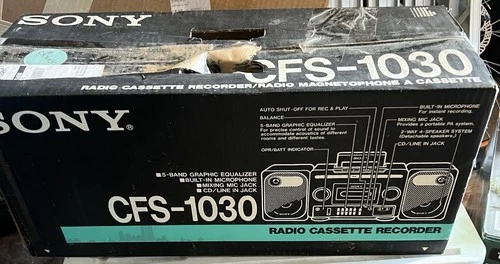 SONY
CFS-1030
RADIO CASSETTE RECORDER/RADIO MAGNETOPHONE A CASSETTE
SONY®
AUTO SHUT-OFF FOR REC & PLAY
BALANCE
5-BAND GRAPHIC EQUALIZER
For precise control of sound to
accommodate acoustics of different
rooms and different tastes.
OPR/BATT INDICATOR
BUILT-IN MICROPHONE
For instant recording.
MIXING MIC JACK
Provides a portable PA system.
2-WAY 4-SPEAKER SYSTEM
(Detachable speakers.)
CD/LINE IN JACK
■5-BAND GRAPHIC EQUALIZER
■BUILT-IN MICROPHONE
■MIXING MIC JACK
■CD/LINE IN JACK
CFS-1030
RADIO CASSETTE RECORDER